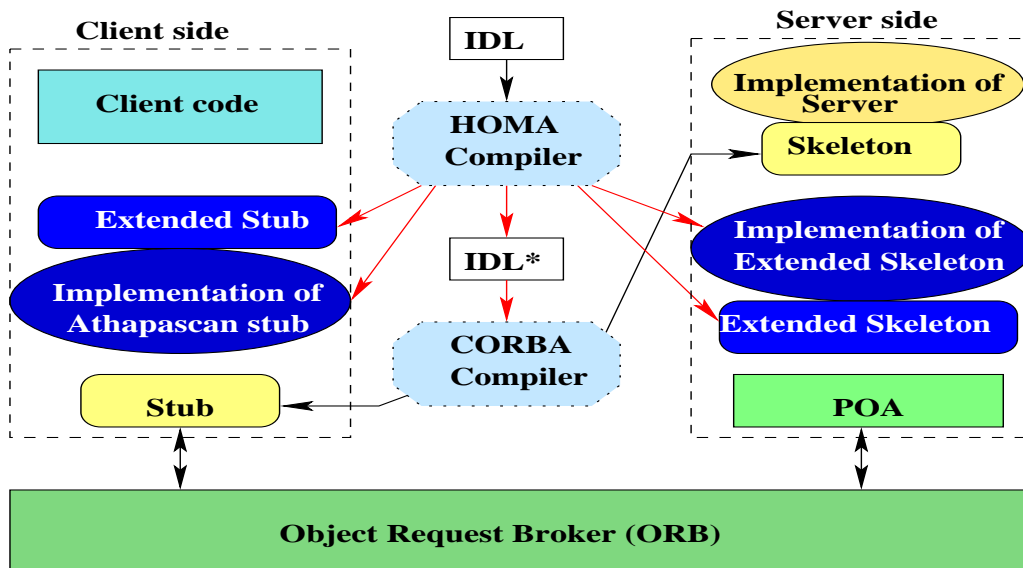 Client side
Server side
IDL
Client code
HOMA
Compiler
Implementation of
Server
Skeleton
Extended Stub
Implementation of
Athapascan stub
IDL*
Implementation of
Extended Skeleton
Extended Skeleton
CORBA
Compiler
Stub
POA
Object Request Broker (ORB)